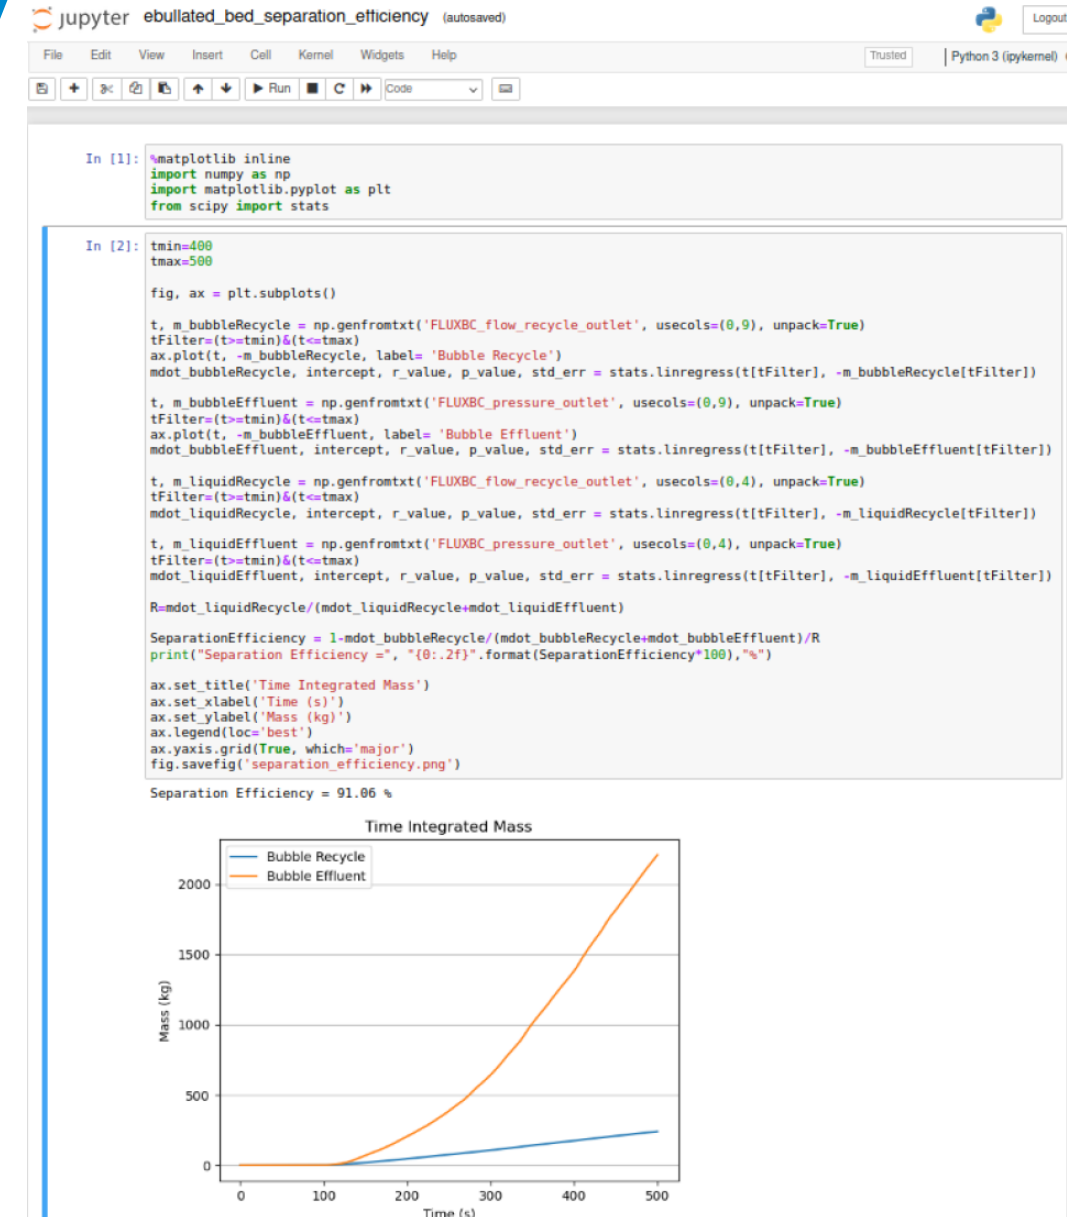 jupyter ebullated_bed_separation_efficiency (autosaved)
Logout
File Edit View Insert Cell Kernel Widgets Help
Trusted
Python 3 (ipykernel)
Run
Code
In [1]:
%matplotlib inline
import numpy as np
import matplotlib.pyplot as plt
from scipy import stats
In [2]:
tmin=400
tmax=500
fig, ax = plt.subplots()
t, m_bubbleRecycle = np.genfromtxt('FLUXBC_flow_recycle_outlet', usecols=(0,9), unpack=True)
tFilter=(t>=tmin)&(t<=tmax)
ax.plot(t, -m_bubbleRecycle, label= 'Bubble Recycle')
mdot_bubbleRecycle, intercept, r_value, p_value, std_err = stats.linregress(t[tFilter], -m_bubbleRecycle[tFilter])
t, m_bubbleEffluent = np.genfromtxt('FLUXBC_pressure_outlet', usecols=(0,9), unpack=True)
tFilter=(t>=tmin)&(t<=tmax)
ax.plot(t, -m_bubbleEffluent, label= 'Bubble Effluent')
mdot_bubbleEffluent, intercept, r_value, p_value, std_err = stats.linregress(t[tFilter], -m_bubbleEffluent[tFilter])
t, m_liquidRecycle = np.genfromtxt('FLUXBC_flow_recycle_outlet', usecols=(0,4), unpack=True)
tFilter=(t>=tmin)&(t<=tmax)
mdot_liquidRecycle, intercept, r_value, p_value, std_err = stats.linregress(t[tFilter], -m_liquidRecycle[tFilter])
t, m_liquidEffluent = np.genfromtxt('FLUXBC_pressure_outlet', usecols=(0,4), unpack=True)
tFilter=(t>=tmin)&(t<=tmax)
mdot_liquidEffluent, intercept, r_value, p_value, std_err = stats.linregress(t[tFilter], -m_liquidEffluent[tFilter])
R=mdot_liquidRecycle/(mdot_liquidRecycle+mdot_liquidEffluent)
SeparationEfficiency = 1-mdot_bubbleRecycle/(mdot_bubbleRecycle+mdot_bubbleEffluent)/R
print("Separation Efficiency =", "{0:.2f}".format(SeparationEfficiency*100),"%")
ax.set_title('Time Integrated Mass')
ax.set_xlabel('Time (s)')
ax.set_ylabel('Mass (kg)')
ax.legend(loc='best')
ax.yaxis.grid(True, which='major')
fig.savefig('separation_efficiency.png')
Separation Efficiency = 91.06 %
Time Integrated Mass
Bubble Recycle
Bubble Effluent
2000
1500
1000
500
0
Mass (kg)
0 100 200 300 400 500
Time (s)